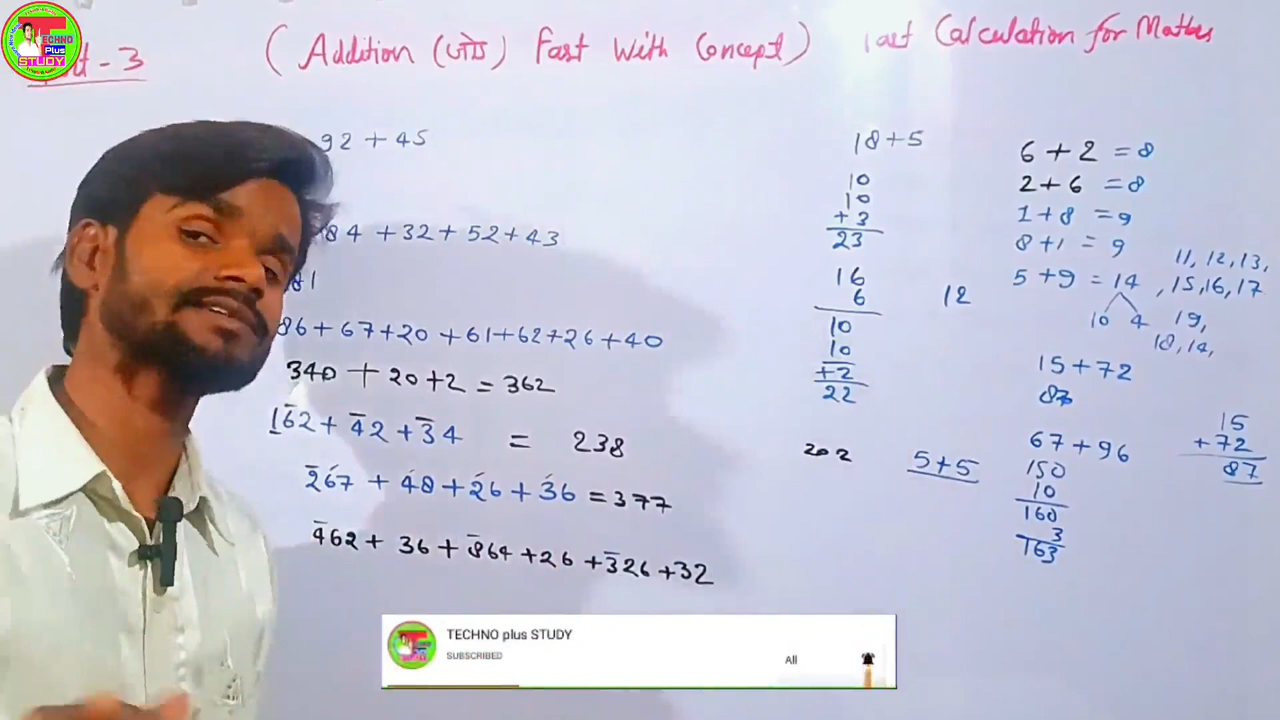 TECHNO
Plus
STUDY
- 3
(Addition (जोड़) Fast With Concept)
Calculation for Maths
92 + 45
84 + 32 + 52 + 43
86 + 67 + 20 + 61 + 62 + 26 + 40
340 + 20 + 2 = 362
162 + 42 + 34 = 238
267 + 48 + 26 + 36 = 377
462 + 36 + 864 + 26 + 326 + 32
18 + 5
10
10
+ 3
23
16
6
10
10
+ 2
22
202
12
5 + 5
6 + 2 = 8
2 + 6 = 8
1 + 8 = 9
8 + 1 = 9
5 + 9 = 14
10 4
11, 12, 13,
, 15, 16, 17
19,
18, 14,
15 + 72
87
67 + 96
150
10
160
3
163
15
+ 72
87
TECHNO plus STUDY
SUBSCRIBED
All